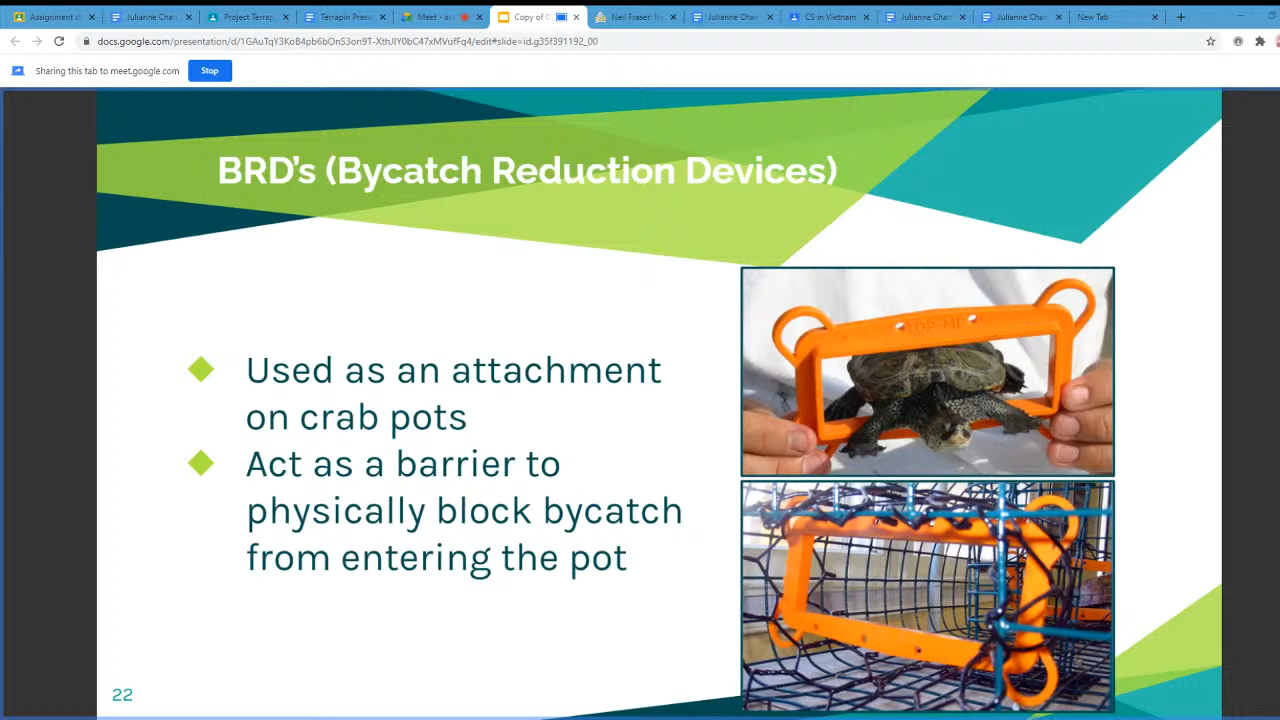 Assignment d
Julianne Chan
Project Terrap
Terrapin Prese
Meet - ax
Copy of C
Neil Fraser: N
Julianne Chan
CS in Vietnam
Julianne Chan
Julianne Chan
New Tab
docs.google.com/presentation/d/1GAuTqY3KoB4pb6bOnS3on9T-XthJIY0bC47xMVufFq4/edit#slide=id.g35f391192_00
Sharing this tab to meet.google.com
Stop
BRD's (Bycatch Reduction Devices)
Used as an attachment
on crab pots
Act as a barrier to
physically block bycatch
from entering the pot
22